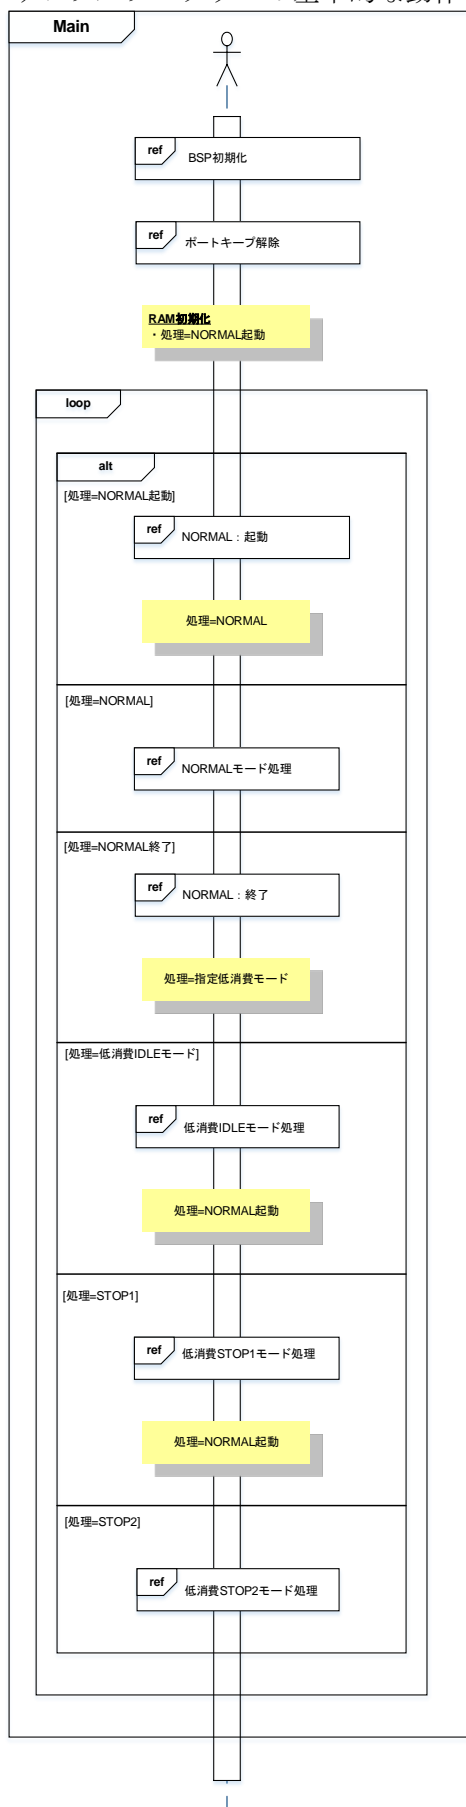 Main
ref
BSP初期化
ref
ポートキープ解除
RAM初期化
・処理=NORMAL起動
loop
alt
[処理=NORMAL起動]
ref
NORMAL：起動
処理=NORMAL
[処理=NORMAL]
ref
NORMALモード処理
[処理=NORMAL終了]
ref
NORMAL：終了
処理=指定低消費モード
[処理=低消費IDLEモード]
ref
低消費IDLEモード処理
処理=NORMAL起動
[処理=STOP1]
ref
低消費STOP1モード処理
処理=NORMAL起動
[処理=STOP2]
ref
低消費STOP2モード処理